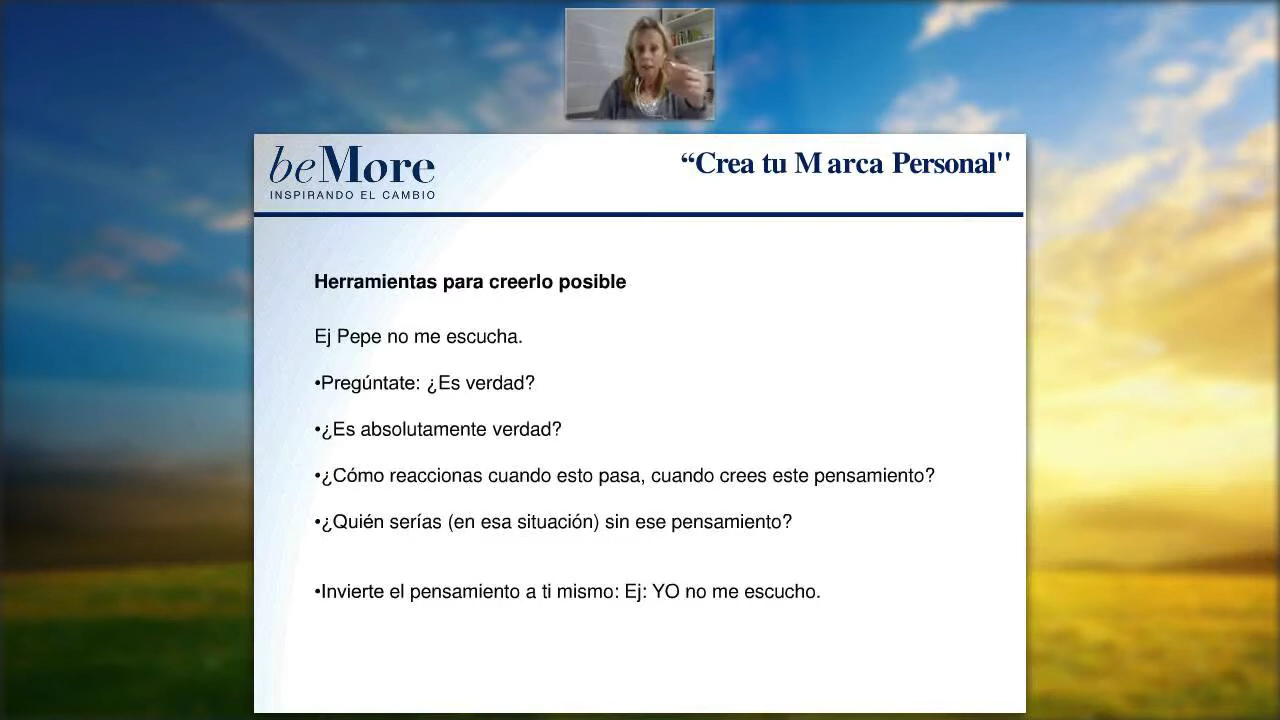 beMore
INSPIRANDO EL CAMBIO
“Crea tu Marca Personal"
Herramientas para creerlo posible
Ej Pepe no me escucha.
•Pregúntate: ¿Es verdad?
•¿Es absolutamente verdad?
•¿Cómo reaccionas cuando esto pasa, cuando crees este pensamiento?
•¿Quién serías (en esa situación) sin ese pensamiento?
•Invierte el pensamiento a ti mismo: Ej: YO no me escucho.